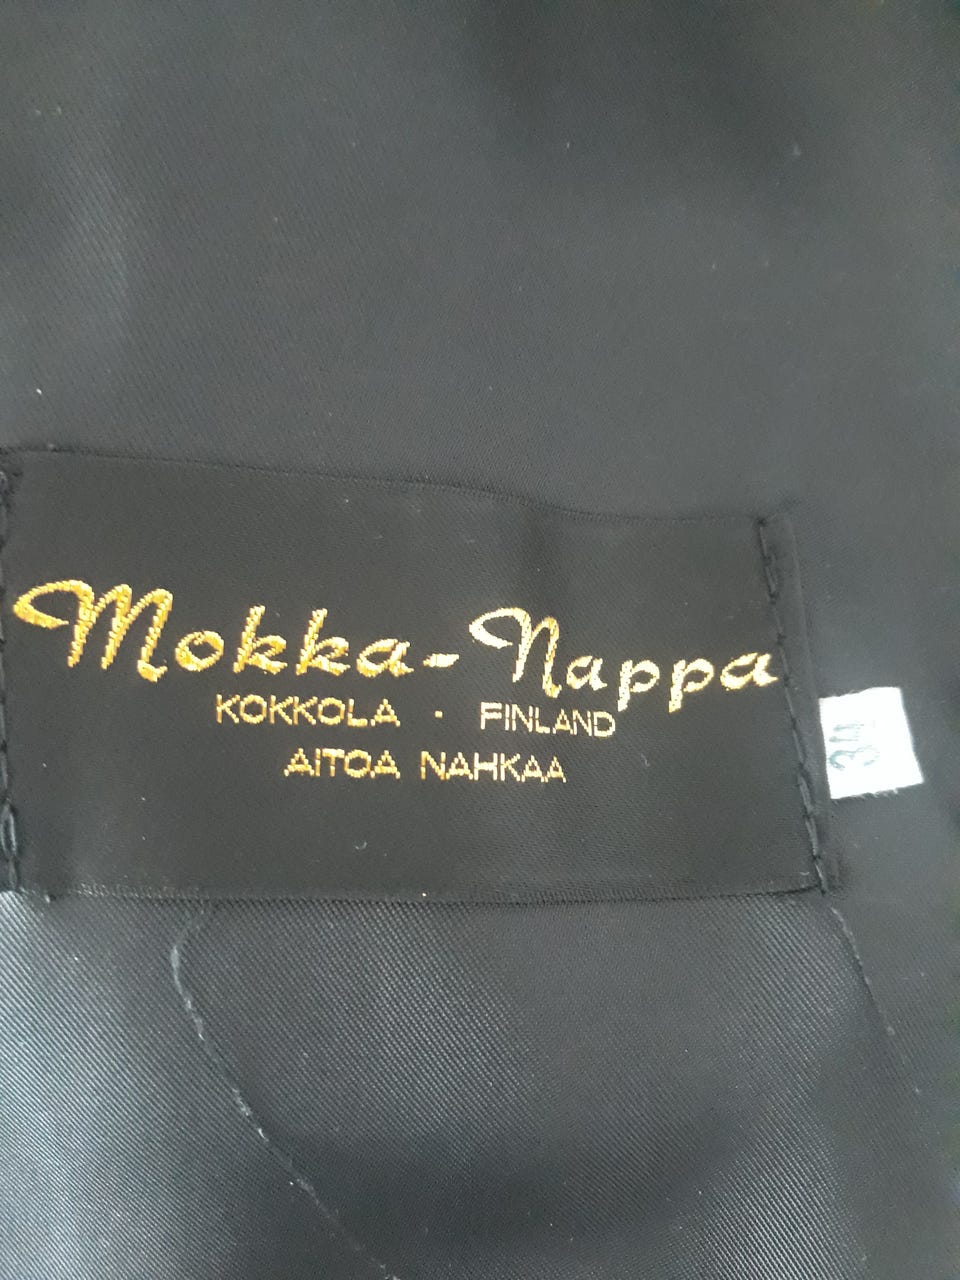 Mokka-Nappa
KOKKOLA · FINLAND
AITOA NAHKAA
34